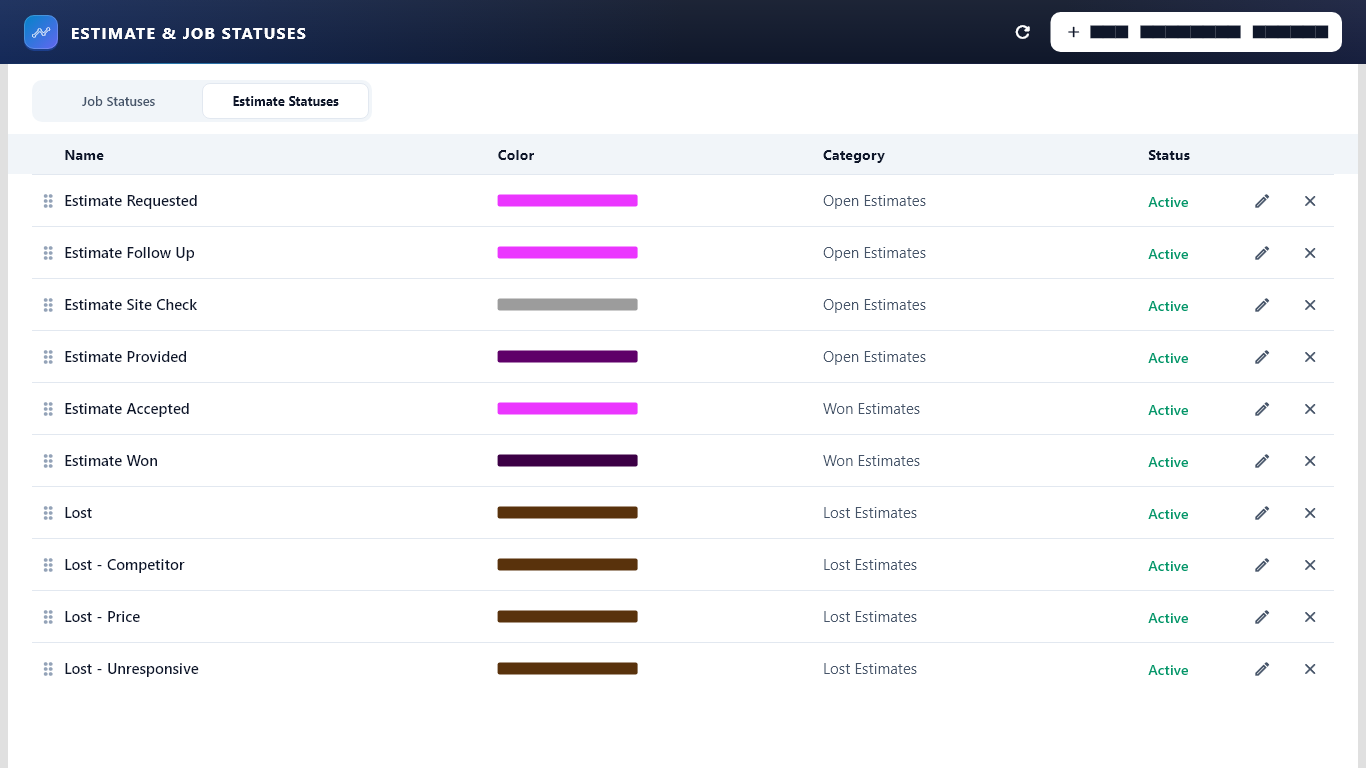 ESTIMATE & JOB STATUSES
Job Statuses
Estimate Statuses
Name Color Category Status
Estimate Requested Open Estimates Active
Estimate Follow Up Open Estimates Active
Estimate Site Check Open Estimates Active
Estimate Provided Open Estimates Active
Estimate Accepted Won Estimates Active
Estimate Won Won Estimates Active
Lost Lost Estimates Active
Lost - Competitor Lost Estimates Active
Lost - Price Lost Estimates Active
Lost - Unresponsive Lost Estimates Active